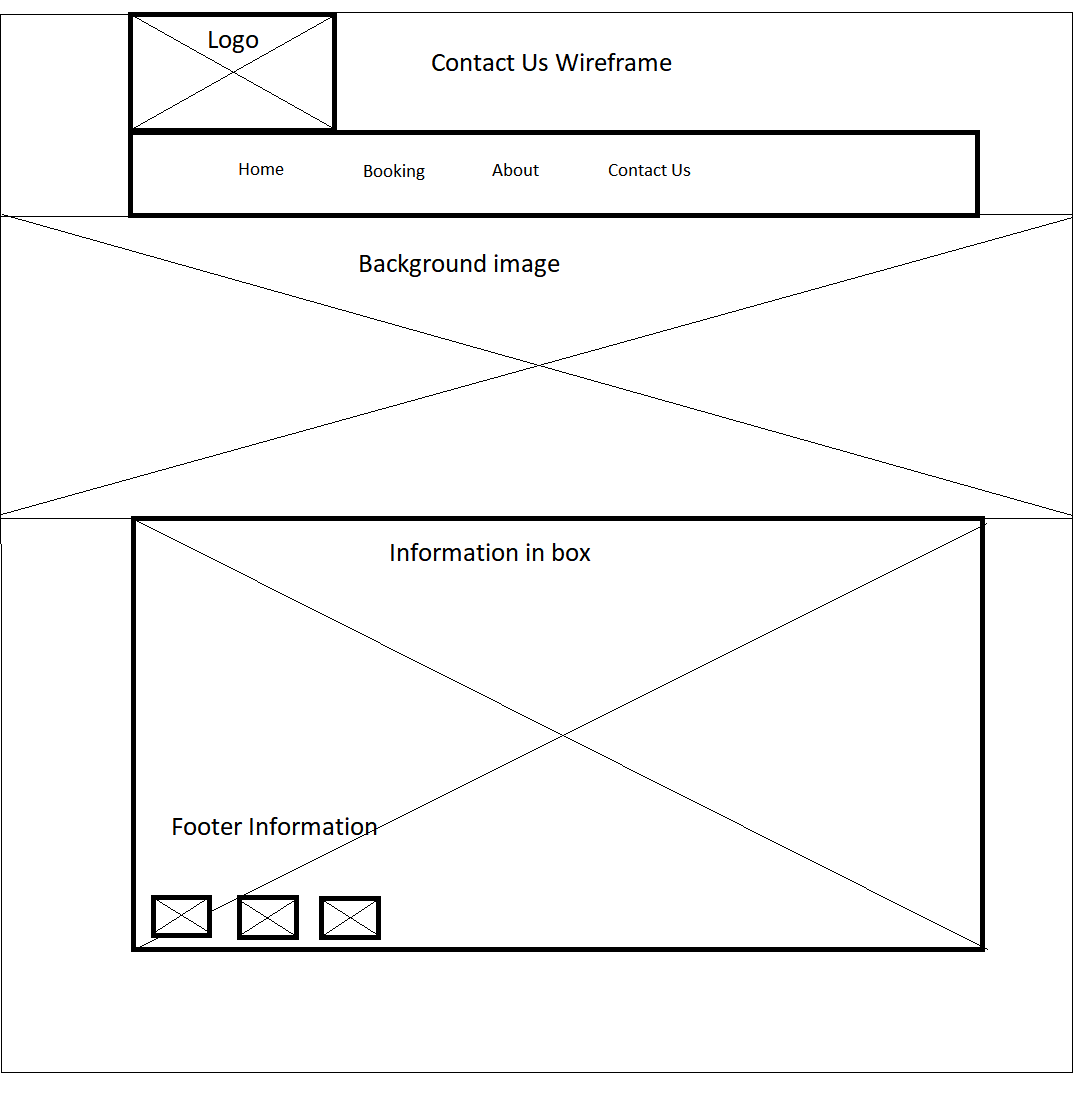 Logo
Contact Us Wireframe
Home
Booking
About
Contact Us
Background image
Information in box
Footer Information